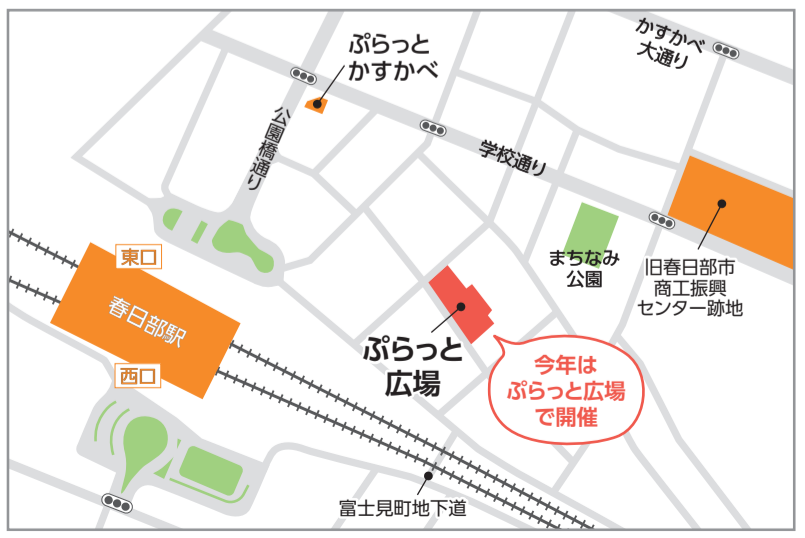 かすかべ
大通り
ぷらっと
かすかべ
公園橋通り
学校通り
東口
春日部駅
西口
まちなみ
公園
旧春日部市
商工振興
センター跡地
ぷらっと
広場
今年は
ぷらっと広場
で開催
富士見町地下道